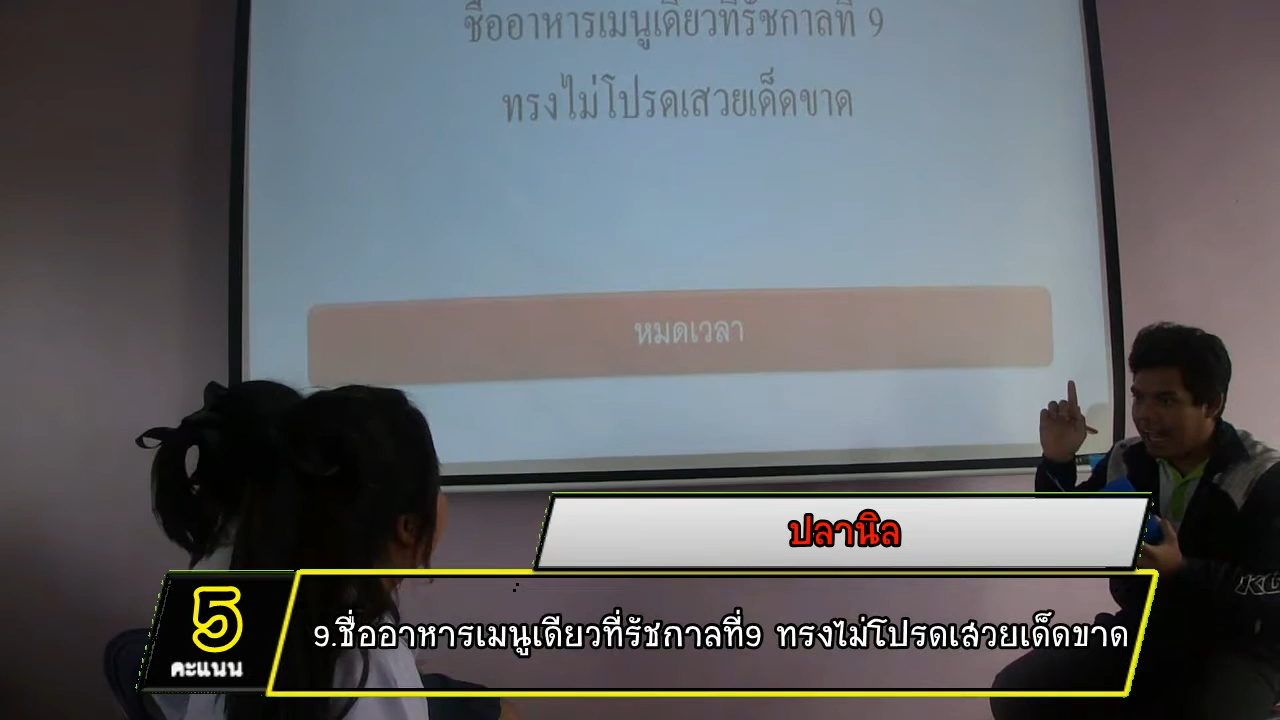 ชื่ออาหารเมนูเดียวที่รัชกาลที่ 9
ทรงไม่โปรดเสวยเด็ดขาด
หมดเวลา
ปลานิล
5
คะแนน
9.ชื่ออาหารเมนูเดียวที่รัชกาลที่9 ทรงไม่โปรดเสวยเด็ดขาด